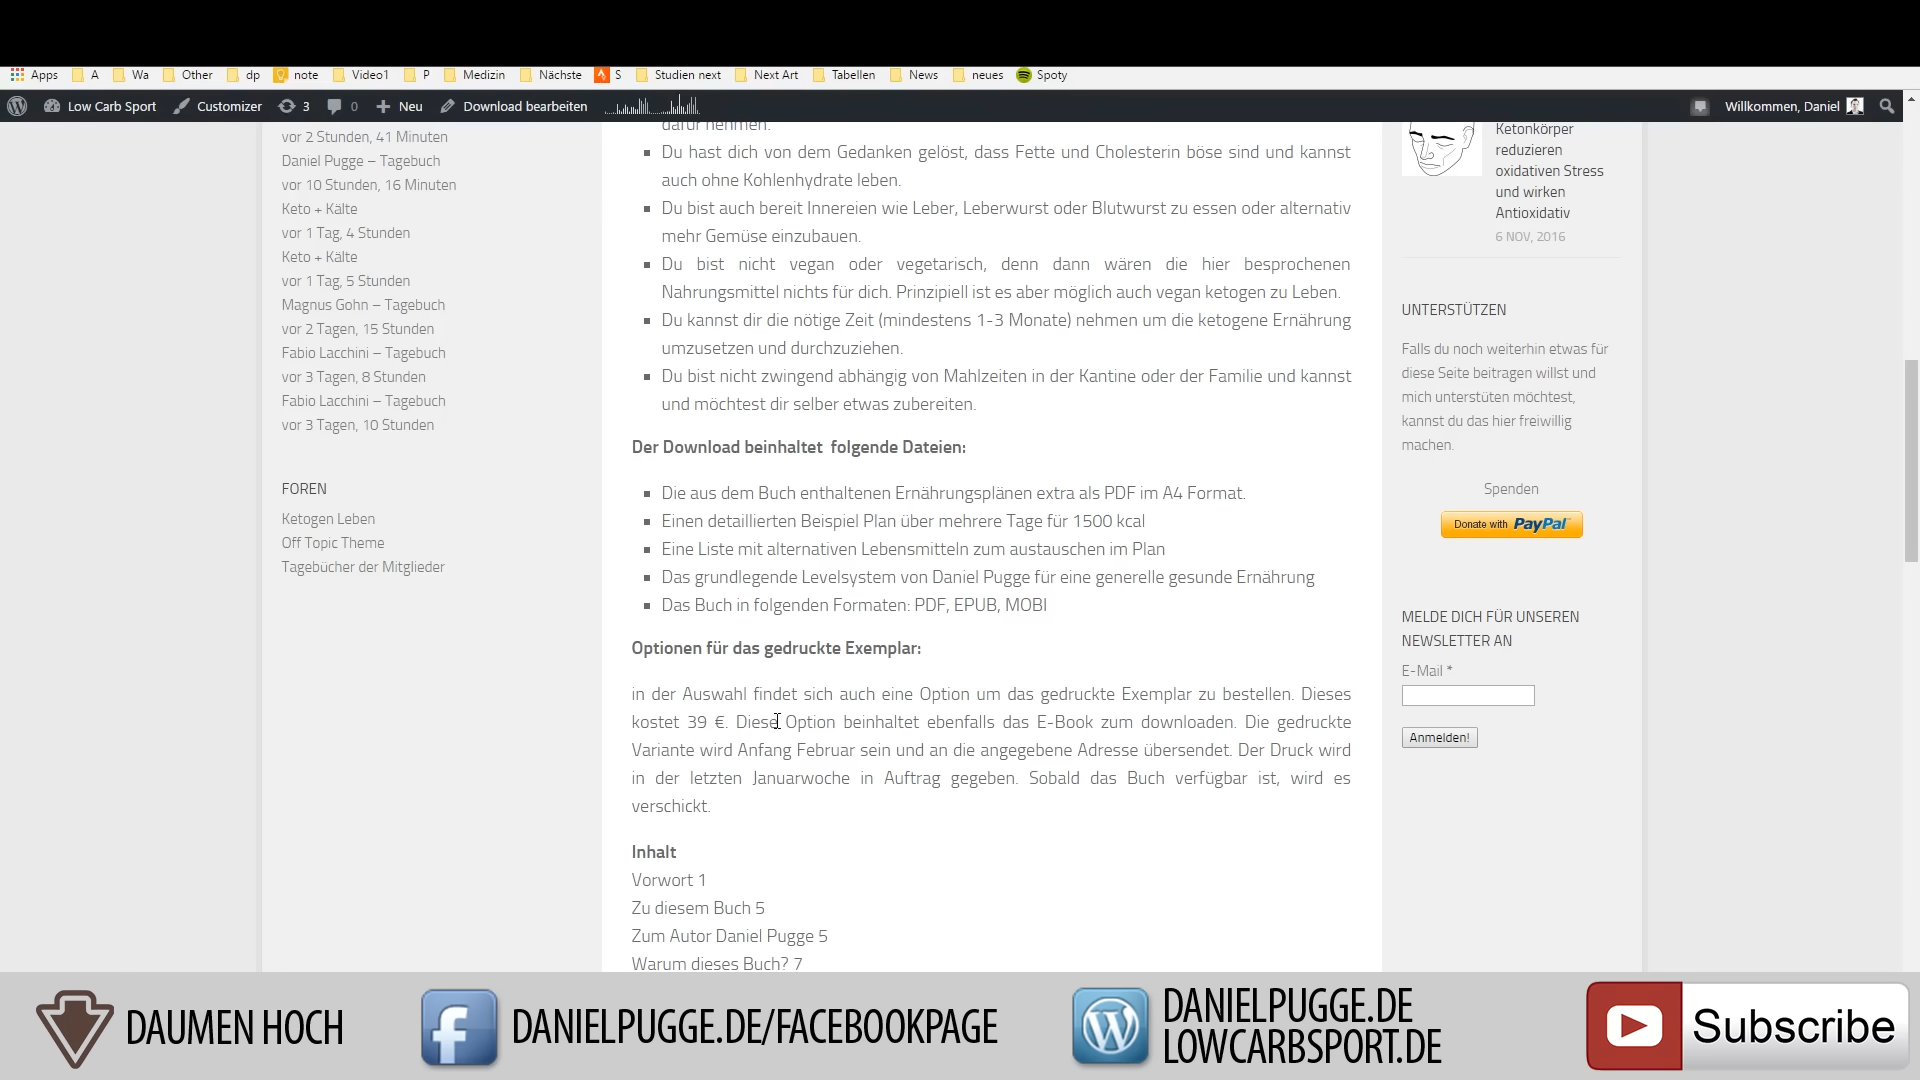 Apps A Wa Other dp note Video1 P Medizin Nächste S Studien next Next Art Tabellen News neues Spoty
Low Carb Sport Customizer 3 0 Neu Download bearbeiten Willkommen, Daniel
vor 2 Stunden, 41 Minuten
Daniel Pugge – Tagebuch
vor 10 Stunden, 16 Minuten
Keto + Kälte
vor 1 Tag, 4 Stunden
Keto + Kälte
vor 1 Tag, 5 Stunden
Magnus Gohn – Tagebuch
vor 2 Tagen, 15 Stunden
Fabio Lacchini – Tagebuch
vor 3 Tagen, 8 Stunden
Fabio Lacchini – Tagebuch
vor 3 Tagen, 10 Stunden
FOREN
Ketogen Leben
Off Topic Theme
Tagebücher der Mitglieder
dafür nehmen.
Du hast dich von dem Gedanken gelöst, dass Fette und Cholesterin böse sind und kannst
auch ohne Kohlenhydrate leben.
Du bist auch bereit Innereien wie Leber, Leberwurst oder Blutwurst zu essen oder alternativ
mehr Gemüse einzubauen.
Du bist nicht vegan oder vegetarisch, denn dann wären die hier besprochenen
Nahrungsmittel nichts für dich. Prinzipiell ist es aber möglich auch vegan ketogen zu Leben.
Du kannst dir die nötige Zeit (mindestens 1-3 Monate) nehmen um die ketogene Ernährung
umzusetzen und durchzuziehen.
Du bist nicht zwingend abhängig von Mahlzeiten in der Kantine oder der Familie und kannst
und möchtest dir selber etwas zubereiten.
Der Download beinhaltet folgende Dateien:
Die aus dem Buch enthaltenen Ernährungsplänen extra als PDF im A4 Format.
Einen detaillierten Beispiel Plan über mehrere Tage für 1500 kcal
Eine Liste mit alternativen Lebensmitteln zum austauschen im Plan
Das grundlegende Levelsystem von Daniel Pugge für eine generelle gesunde Ernährung
Das Buch in folgenden Formaten: PDF, EPUB, MOBI
Optionen für das gedruckte Exemplar:
in der Auswahl findet sich auch eine Option um das gedruckte Exemplar zu bestellen. Dieses
kostet 39 €. Diese Option beinhaltet ebenfalls das E-Book zum downloaden. Die gedruckte
Variante wird Anfang Februar sein und an die angegebene Adresse übersendet. Der Druck wird
in der letzten Januarwoche in Auftrag gegeben. Sobald das Buch verfügbar ist, wird es
verschickt.
Inhalt
Vorwort 1
Zu diesem Buch 5
Zum Autor Daniel Pugge 5
Warum dieses Buch? 7
Ketonkörper
reduzieren
oxidativen Stress
und wirken
Antioxidativ
6 NOV, 2016
UNTERSTÜTZEN
Falls du noch weiterhin etwas für
diese Seite beitragen willst und
mich unterstüten möchtest,
kannst du das hier freiwillig
machen.
Spenden
Donate with PayPal
MELDE DICH FÜR UNSEREN
NEWSLETTER AN
E-Mail *
Anmelden!
DAUMEN HOCH
DANIELPUGGE.DE/FACEBOOKPAGE
DANIELPUGGE.DE
LOWCARBSPORT.DE
Subscribe